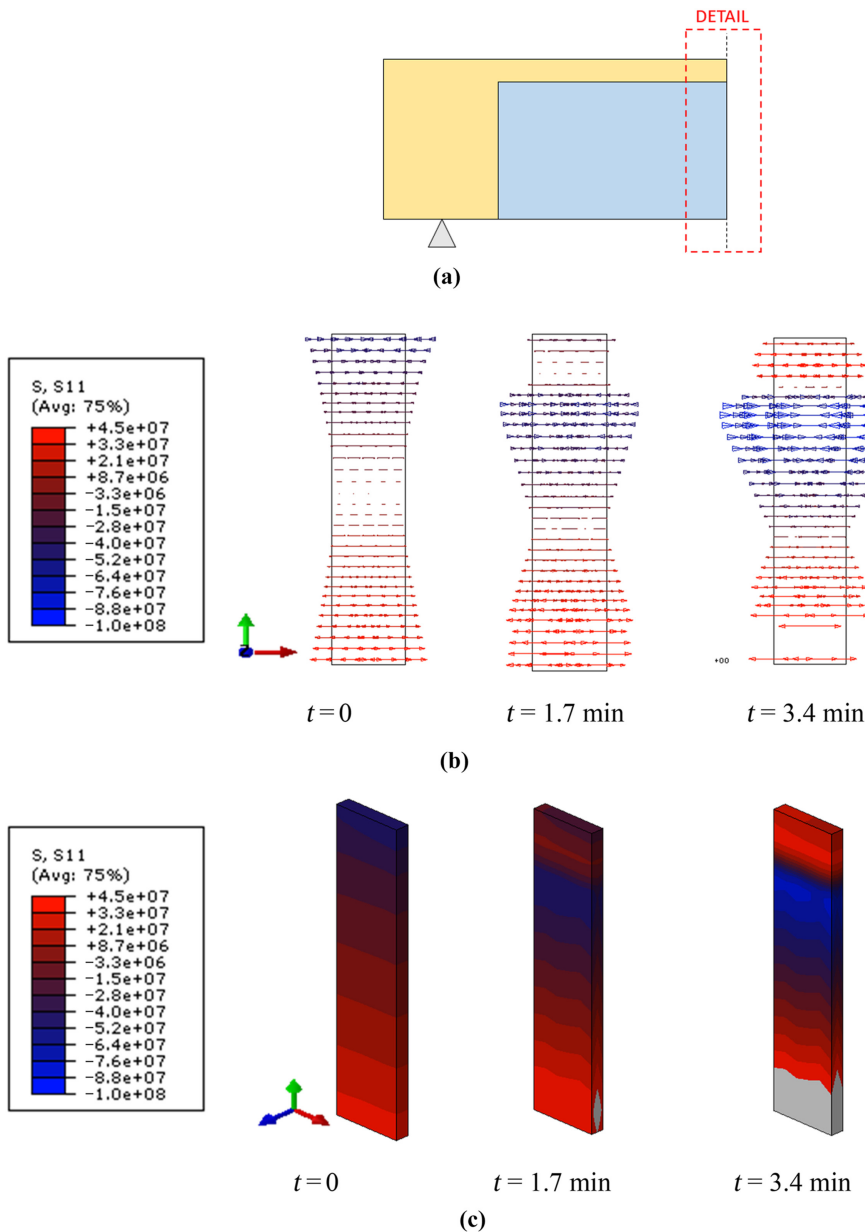 DETAIL
(a)
S, S11
(Avg: 75%)
+4.5e+07
+3.3e+07
+2.1e+07
+8.7e+06
-3.3e+06
-1.5e+07
-2.8e+07
-4.0e+07
-5.2e+07
-6.4e+07
-7.6e+07
-8.8e+07
-1.0e+08
+00
t = 0
t = 1.7 min
t = 3.4 min
(b)
S, S11
(Avg: 75%)
+4.5e+07
+3.3e+07
+2.1e+07
+8.7e+06
-3.3e+06
-1.5e+07
-2.8e+07
-4.0e+07
-5.2e+07
-6.4e+07
-7.6e+07
-8.8e+07
-1.0e+08
t = 0
t = 1.7 min
t = 3.4 min
(c)